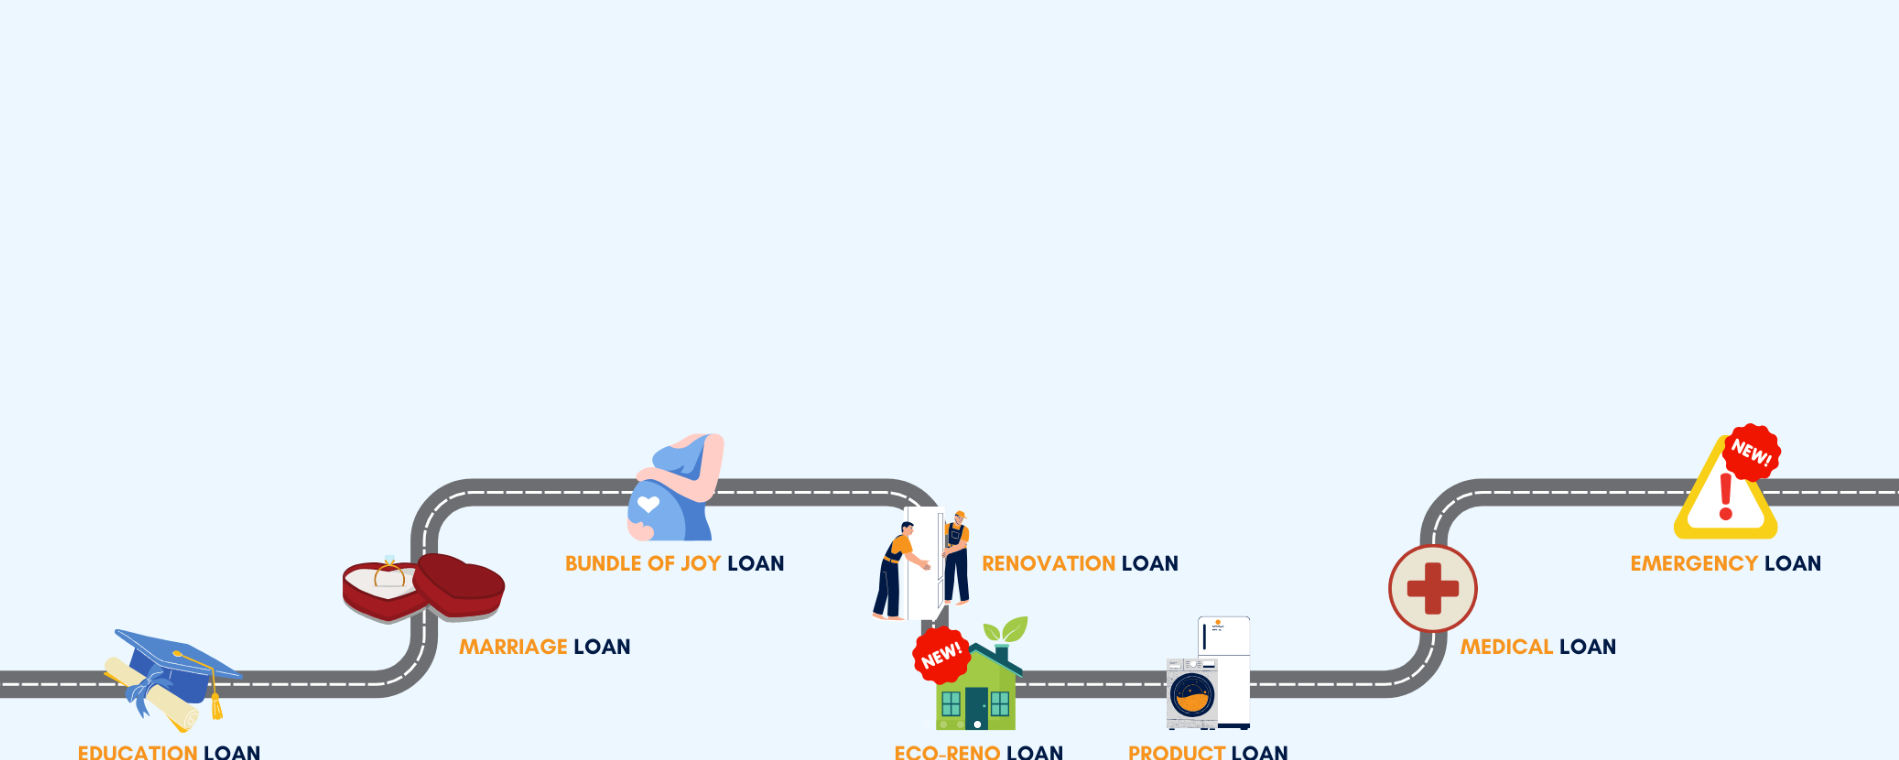 NEW!
BUNDLE OF JOY LOAN
RENOVATION LOAN
EMERGENCY LOAN
MARRIAGE LOAN
NEW!
MEDICAL LOAN
EDUCATION LOAN
ECO-RENO LOAN
PRODUCT LOAN